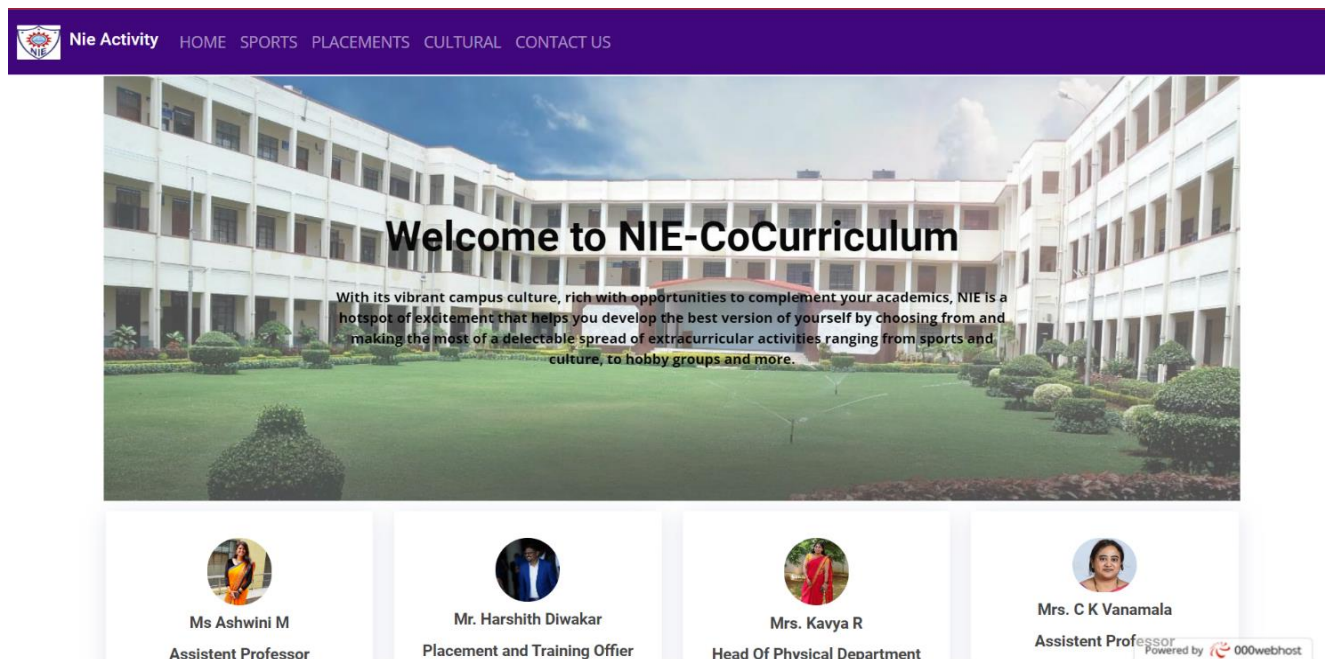 NIE
Nie Activity HOME SPORTS PLACEMENTS CULTURAL CONTACT US
Welcome to NIE-CoCurriculum
With its vibrant campus culture, rich with opportunities to complement your academics, NIE is a
hotspot of excitement that helps you develop the best version of yourself by choosing from and
making the most of a delectable spread of extracurricular activities ranging from sports and
culture, to hobby groups and more.
Ms Ashwini M
Assistent Professor
Mr. Harshith Diwakar
Placement and Training Offier
Mrs. Kavya R
Head Of Physical Department
Mrs. C K Vanamala
Assistent Professor
Powered by 000webhost